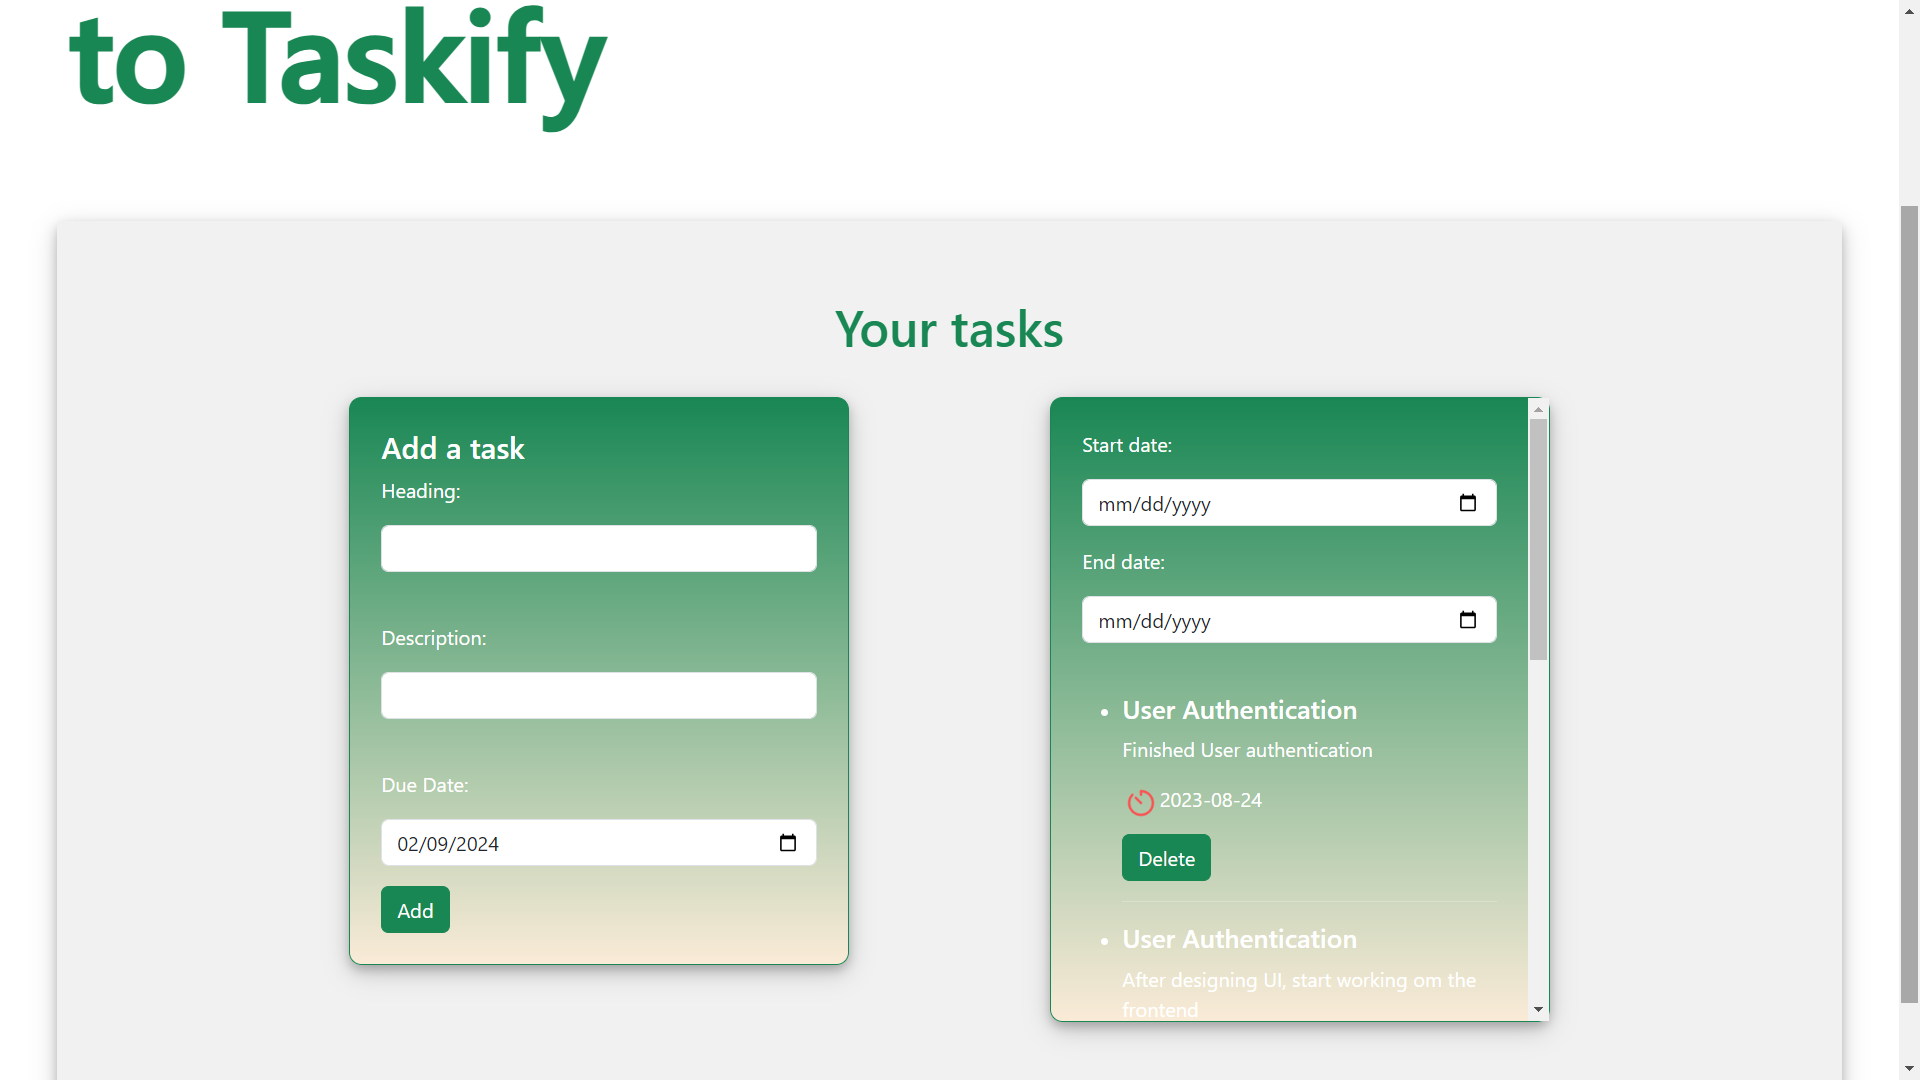 to Taskify
Your tasks
Add a task
Heading:
Description:
Due Date:
02/09/2024
Add
Start date:
mm/dd/yyyy
End date:
mm/dd/yyyy
User Authentication
Finished User authentication
2023-08-24
Delete
User Authentication
After designing UI, start working om the
frontend